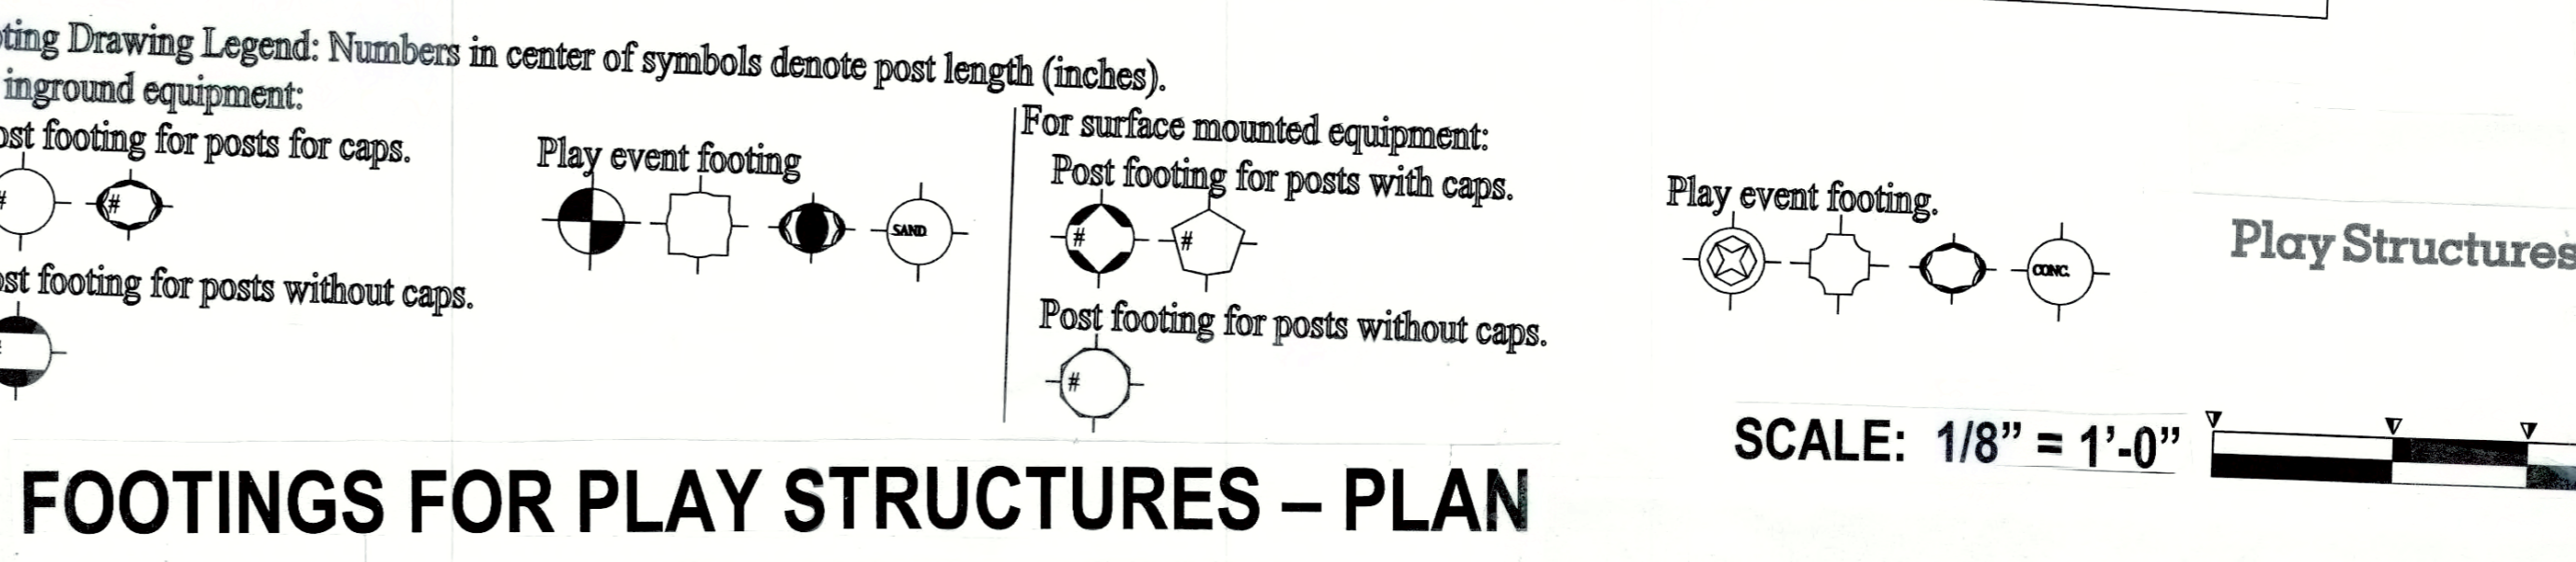 ting Drawing Legend: Numbers in center of symbols denote post length (inches).
inground equipment:
ost footing for posts for caps.
#
#
ost footing for posts without caps.
Play event footing
SAND
For surface mounted equipment:
Post footing for posts with caps.
#
#
Post footing for posts without caps.
#
Play event footing.
CONC.
Play Structures
SCALE: 1/8” = 1’-0”
FOOTINGS FOR PLAY STRUCTURES – PLAN